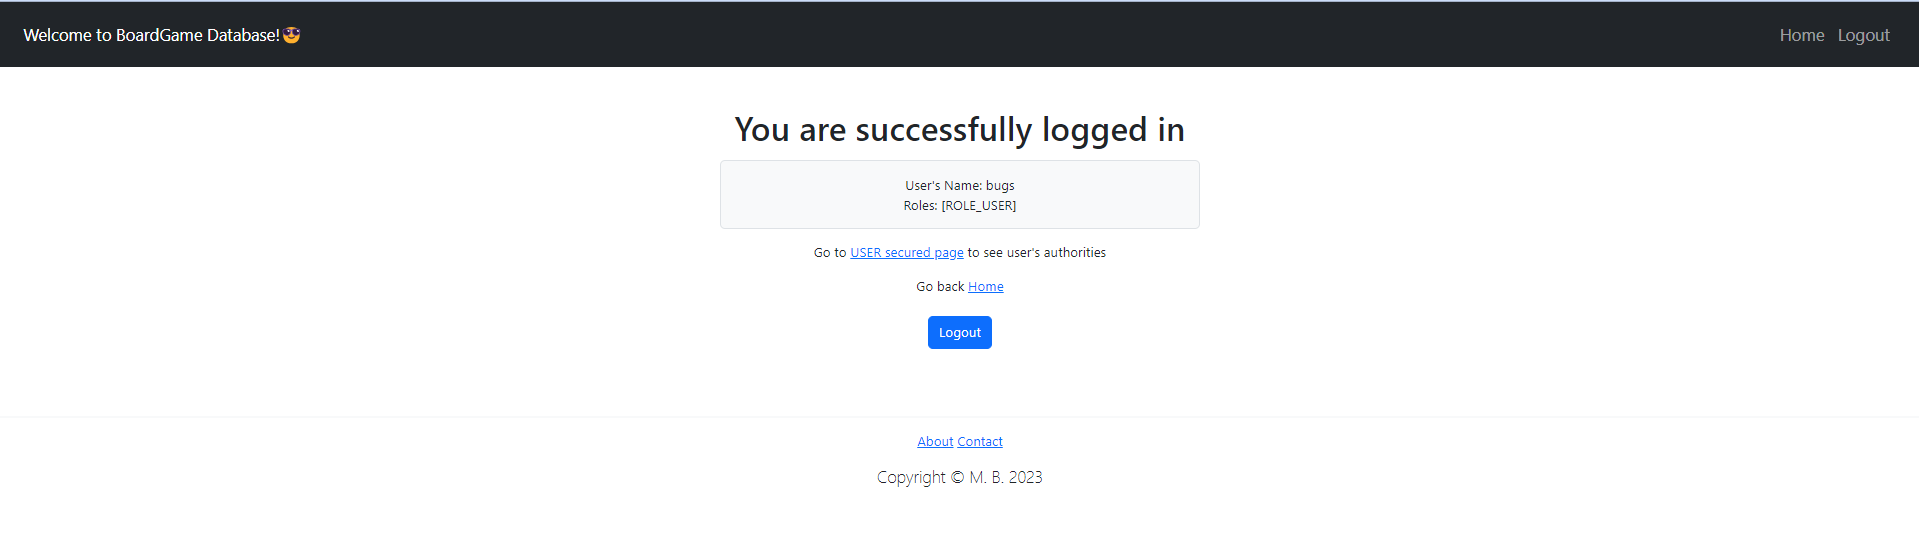 Welcome to BoardGame Database!😎
Home Logout
You are successfully logged in
User's Name: bugs
Roles: [ROLE_USER]
Go to USER secured page to see user's authorities
Go back Home
Logout
About Contact
Copyright © M. B. 2023